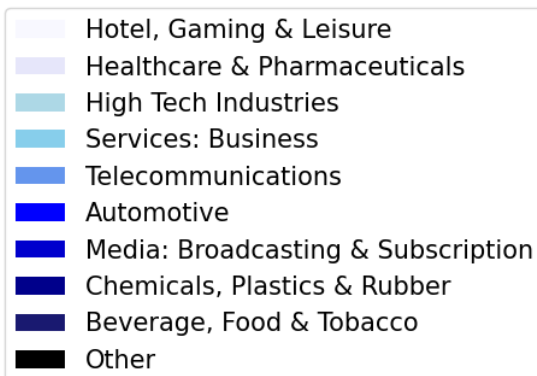 Hotel, Gaming & Leisure
Healthcare & Pharmaceuticals
High Tech Industries
Services: Business
Telecommunications
Automotive
Media: Broadcasting & Subscription
Chemicals, Plastics & Rubber
Beverage, Food & Tobacco
Other